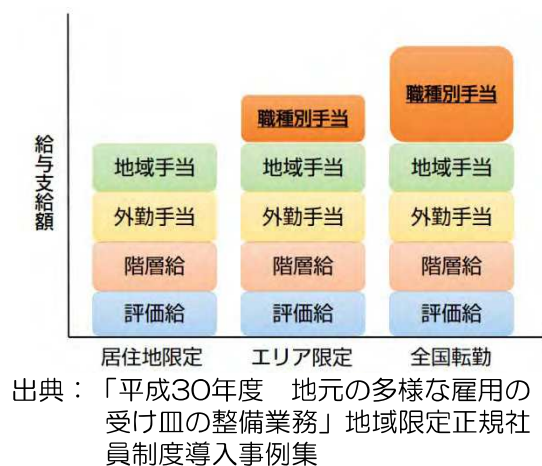 職種別手当
職種別手当
地域手当 地域手当 地域手当
外勤手当 外勤手当 外勤手当
階層給 階層給 階層給
評価給 評価給 評価給
給与支給額
居住地限定 エリア限定 全国転勤
出典：「平成30年度　地元の多様な雇用の
受け皿の整備業務」地域限定正規社
員制度導入事例集